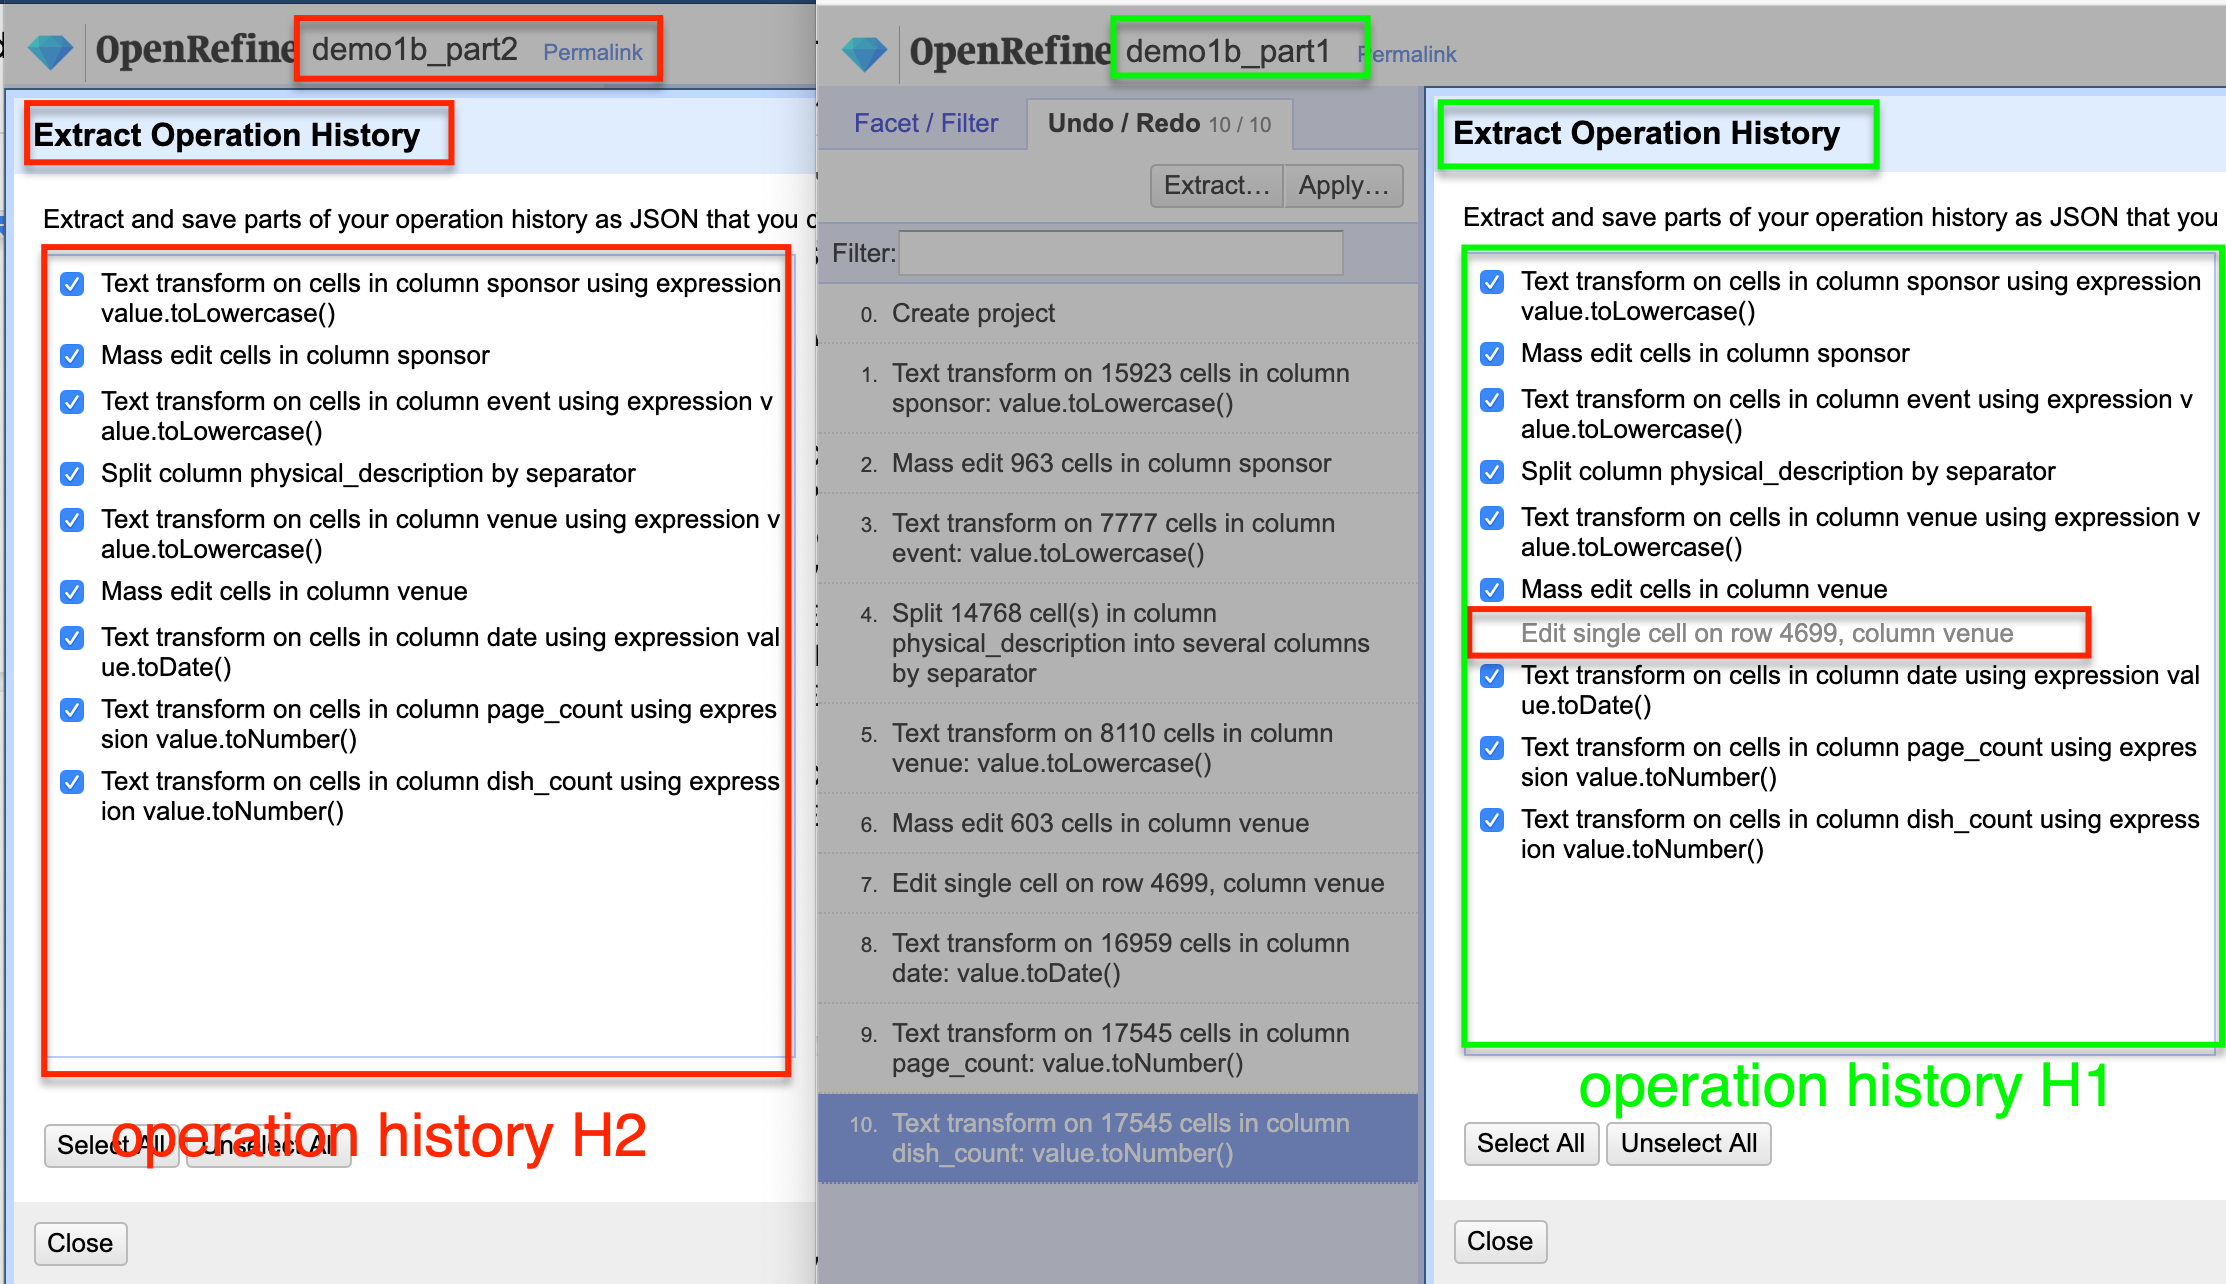 OpenRefine demo1b_part2 Permalink
Extract Operation History
Extract and save parts of your operation history as JSON that you c
Text transform on cells in column sponsor using expression
value.toLowercase()
Mass edit cells in column sponsor
Text transform on cells in column event using expression v
alue.toLowercase()
Split column physical_description by separator
Text transform on cells in column venue using expression v
alue.toLowercase()
Mass edit cells in column venue
Text transform on cells in column date using expression val
ue.toDate()
Text transform on cells in column page_count using expres
sion value.toNumber()
Text transform on cells in column dish_count using express
ion value.toNumber()
operation history H2
Select All Unselect All
Close
OpenRefine demo1b_part1 Permalink
Facet / Filter Undo / Redo 10 / 10
Extract... Apply...
Filter:
0. Create project
1. Text transform on 15923 cells in column
sponsor: value.toLowercase()
2. Mass edit 963 cells in column sponsor
3. Text transform on 7777 cells in column
event: value.toLowercase()
4. Split 14768 cell(s) in column
physical_description into several columns
by separator
5. Text transform on 8110 cells in column
venue: value.toLowercase()
6. Mass edit 603 cells in column venue
7. Edit single cell on row 4699, column venue
8. Text transform on 16959 cells in column
date: value.toDate()
9. Text transform on 17545 cells in column
page_count: value.toNumber()
10. Text transform on 17545 cells in column
dish_count: value.toNumber()
Extract Operation History
Extract and save parts of your operation history as JSON that you
Text transform on cells in column sponsor using expression
value.toLowercase()
Mass edit cells in column sponsor
Text transform on cells in column event using expression v
alue.toLowercase()
Split column physical_description by separator
Text transform on cells in column venue using expression v
alue.toLowercase()
Mass edit cells in column venue
Edit single cell on row 4699, column venue
Text transform on cells in column date using expression val
ue.toDate()
Text transform on cells in column page_count using expres
sion value.toNumber()
Text transform on cells in column dish_count using express
ion value.toNumber()
operation history H1
Select All Unselect All
Close